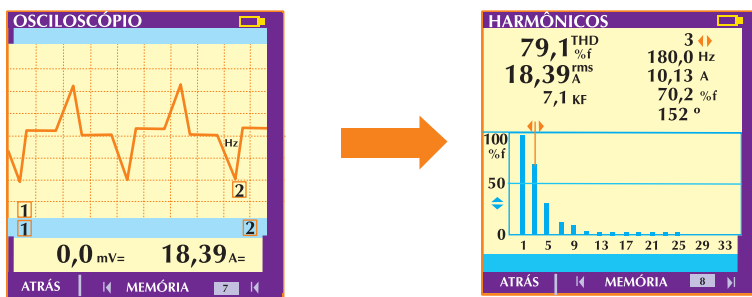 OSCILOSCÓPIO
Hz
2
1
1
2
0,0 mV= 18,39 A=
ATRÁS MEMÓRIA 7
HARMÔNICOS
79,1 THD %f
18,39 rms A
7,1 KF
3
180,0 Hz
10,13 A
70,2 %f
152 º
100
%f
50
0
1 5 9 13 17 21 25 29 33
ATRÁS MEMÓRIA 8